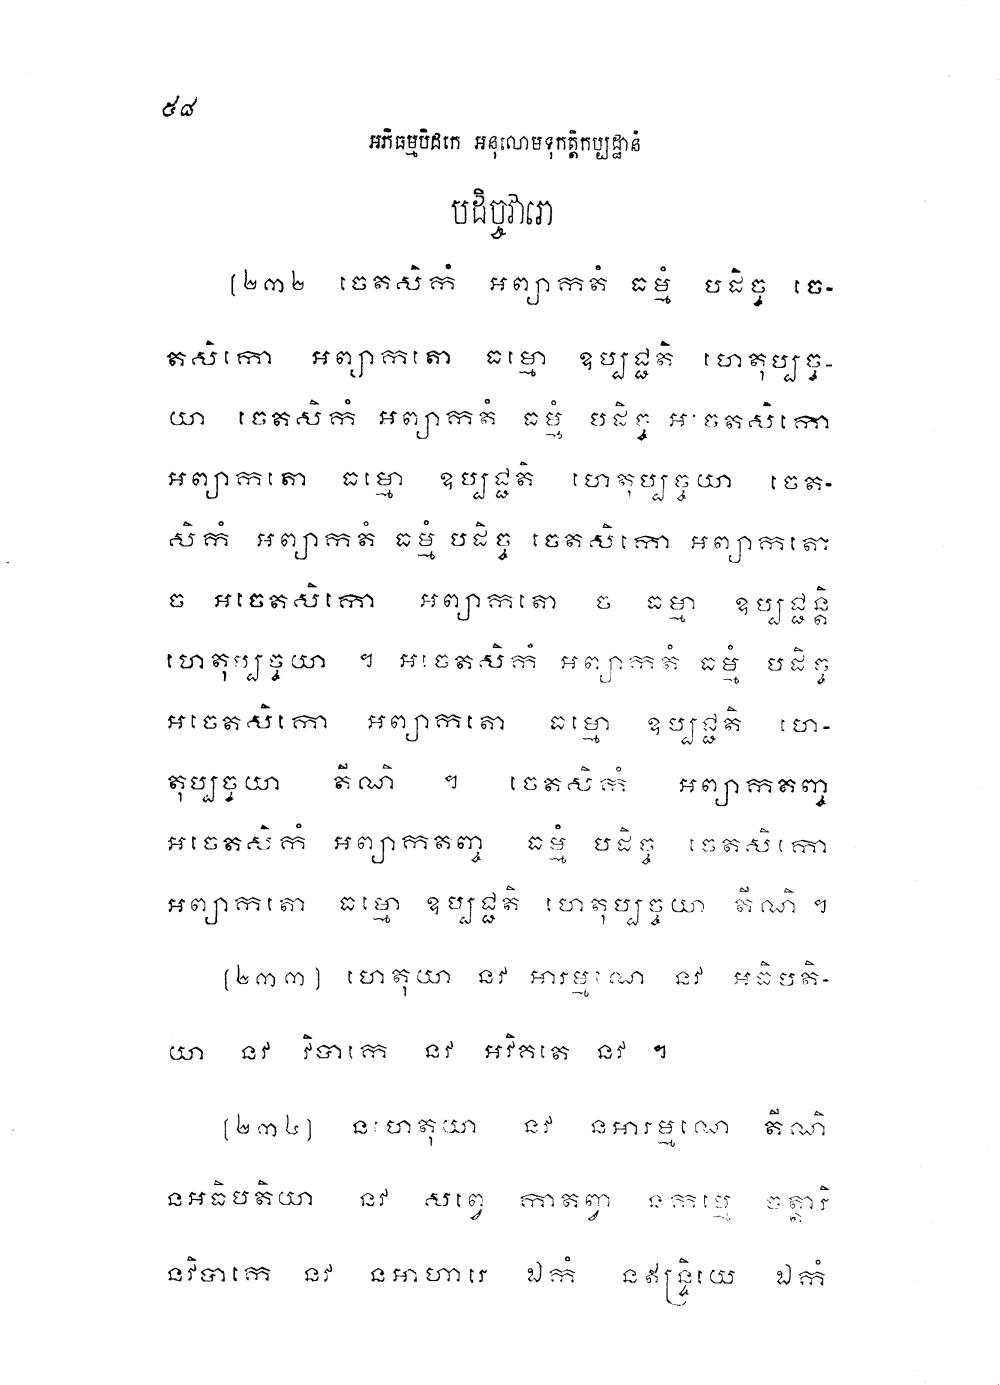 ៥៨
អភិធម្មបិដកេ អនុលោមទុកត្តិកប្បដ្ឋានំ
បដិច្ចវារោ
[២៣២ ចេតសិកំ អព្យាកតំ ធម្មំ បដិច្ច ចេ-
តសិកោ អព្យាកតោ ធម្មោ ឧប្បជ្ជតិ ហេតុប្បច្ច-
យា ចេតសិកំ អព្យាកតំ ធម្មំ បដិច្ច អចេតសិកោ
អព្យាកតោ ធម្មោ ឧប្បជ្ជតិ ហេតុប្បច្ចយា ចេត-
សិកំ អព្យាកតំ ធម្មំ បដិច្ច ចេតសិកោ អព្យាកតោ
ច អចេតសិកោ អព្យាកតោ ច ធម្មា ឧប្បជ្ជន្តិ
ហេតុប្បច្ចយា ។ អចេតសិកំ អព្យាកតំ ធម្មំ បដិច្ច
អចេតសិកោ អព្យាកតោ ធម្មោ ឧប្បជ្ជតិ ហេ-
តុប្បច្ចយា តីណិ ។ ចេតសិកំ អព្យាកតញ្ច
អចេតសិកំ អព្យាកតញ្ច ធម្មំ បដិច្ច ចេតសិកោ
អព្យាកតោ ធម្មោ ឧប្បជ្ជតិ ហេតុប្បច្ចយា តីណិ ។
[២៣៣] ហេតុយា នវ អារម្មណេ នវ អធិបតិ-
យា នវ វិបាកេ នវ អវិគតេ នវ ។
[២៣៤] នហេតុយា នវ នអារម្មណេ តីណិ
នអធិបតិយា នវ សព្វេ កាតព្វា នកម្មេ ចត្តារិ
នវិបាកេ នវ នអាហារេ ឯកំ នឥន្ទ្រិយេ ឯកំ